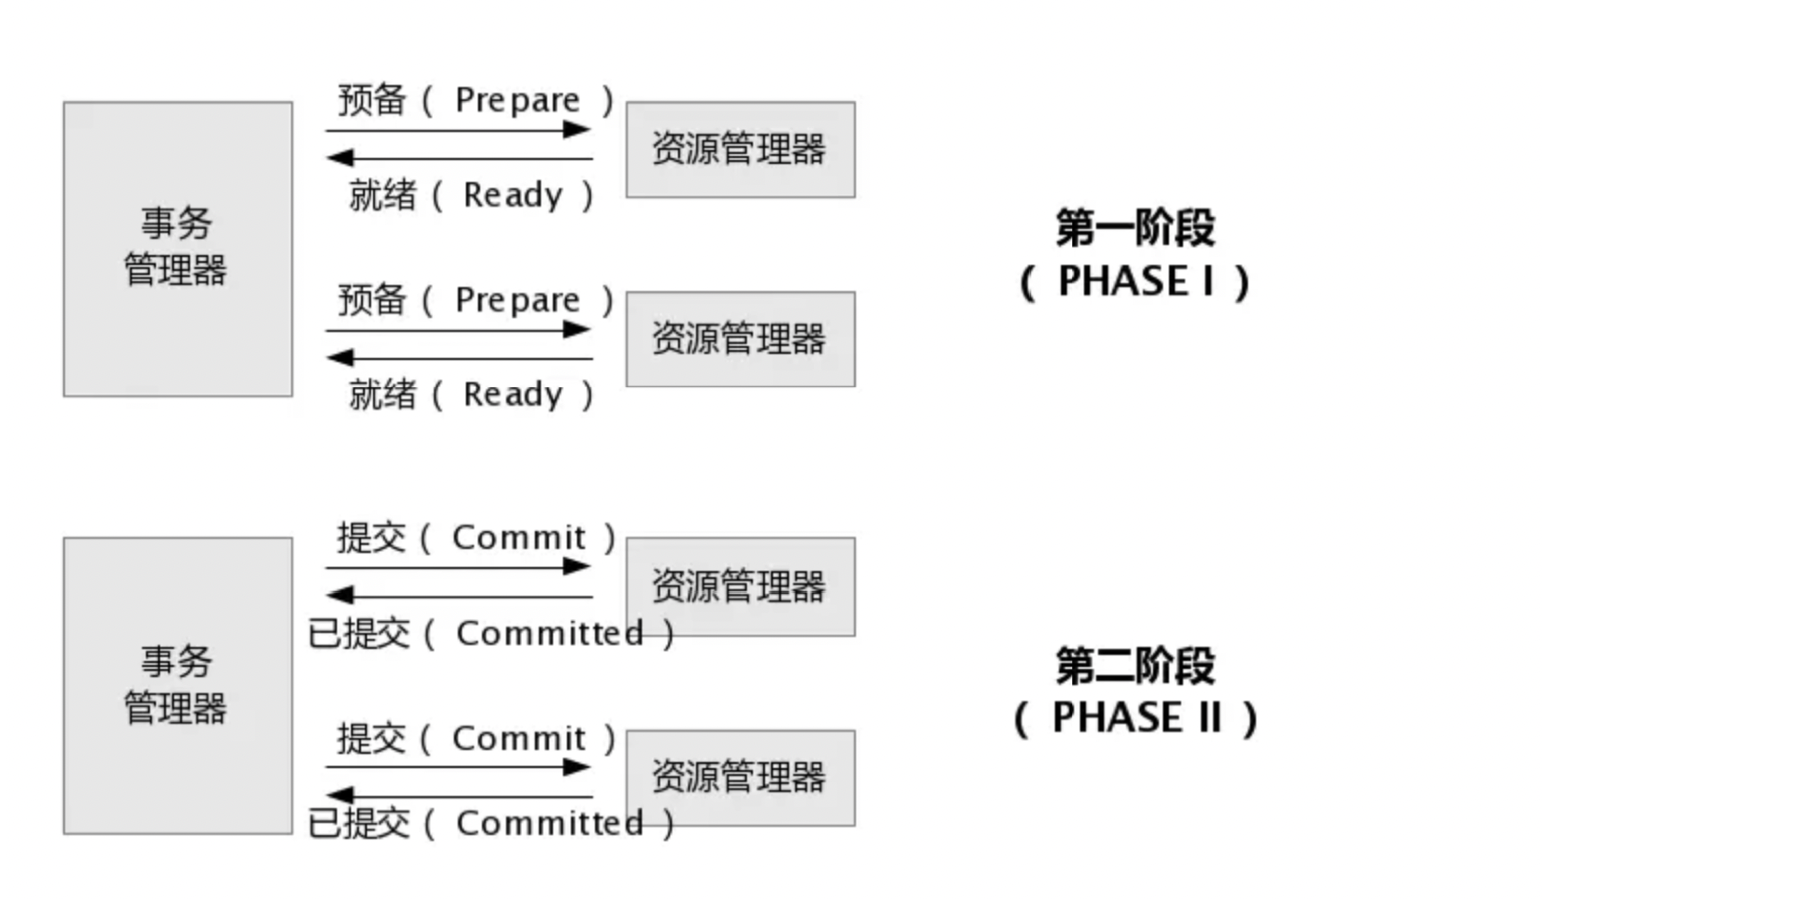 预备（ Prepare ）
资源管理器
就绪（ Ready ）
事务
管理器
预备（ Prepare ）
资源管理器
就绪（ Ready ）
第一阶段
（ PHASE I ）
提交（ Commit ）
资源管理器
已提交（ Committed ）
事务
管理器
提交（ Commit ）
资源管理器
已提交（ Committed ）
第二阶段
（ PHASE II ）